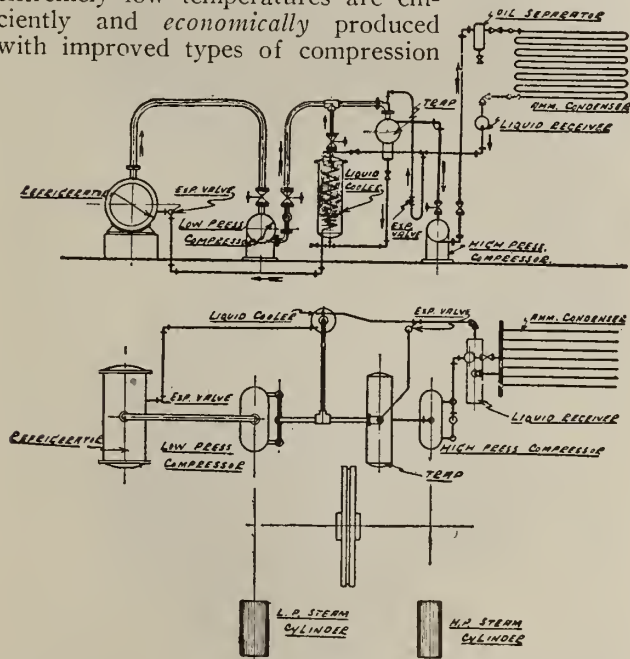 ciently and economically produced
with improved types of compression
OIL SEPARATOR
TRAP
AMM. CONDENSER
LIQUID RECEIVER
REFRIGERATOR
EXP. VALVE
LOW PRESS
COMPRESSOR
LIQUID
COOLER
EXP.
VALVE
HIGH PRESS.
COMPRESSOR.
LIQUID COOLER
EXP. VALVE
AMM. CONDENSER
EXP. VALVE
REFRIGERATOR
LOW PRESS
COMPRESSOR
LIQUID RECEIVER
HIGH PRESS COMPRESSOR
TRAP
L.P. STEAM
CYLINDER
H.P. STEAM
CYLINDER